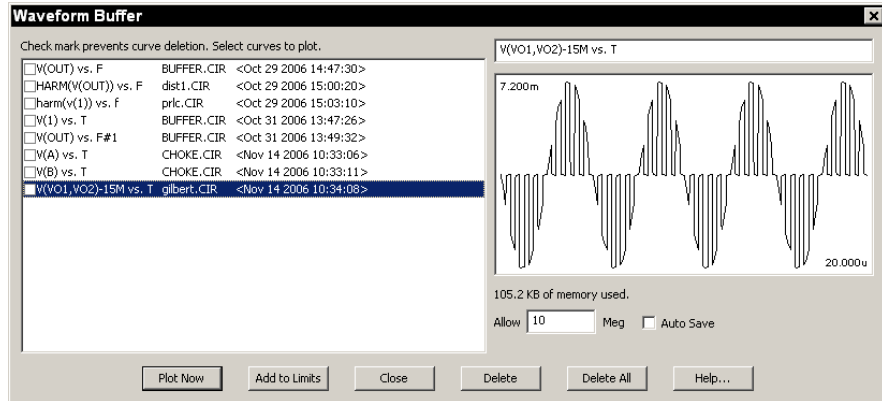 Waveform Buffer
Check mark prevents curve deletion. Select curves to plot.
V(OUT) vs. F BUFFER.CIR <Oct 29 2006 14:47:30>
HARM(V(OUT)) vs. F dist1.CIR <Oct 29 2006 15:00:20>
harm(v(1)) vs. f prlc.CIR <Oct 29 2006 15:03:10>
V(1) vs. T BUFFER.CIR <Oct 31 2006 13:47:26>
V(OUT) vs. F#1 BUFFER.CIR <Oct 31 2006 13:49:32>
V(A) vs. T CHOKE.CIR <Nov 14 2006 10:33:06>
V(B) vs. T CHOKE.CIR <Nov 14 2006 10:33:11>
V(VO1,VO2)-15M vs. T gilbert.CIR <Nov 14 2006 10:34:08>
V(VO1,VO2)-15M vs. T
7.200m
20.000u
105.2 KB of memory used.
Allow 10 Meg Auto Save
Plot Now Add to Limits Close Delete Delete All Help...